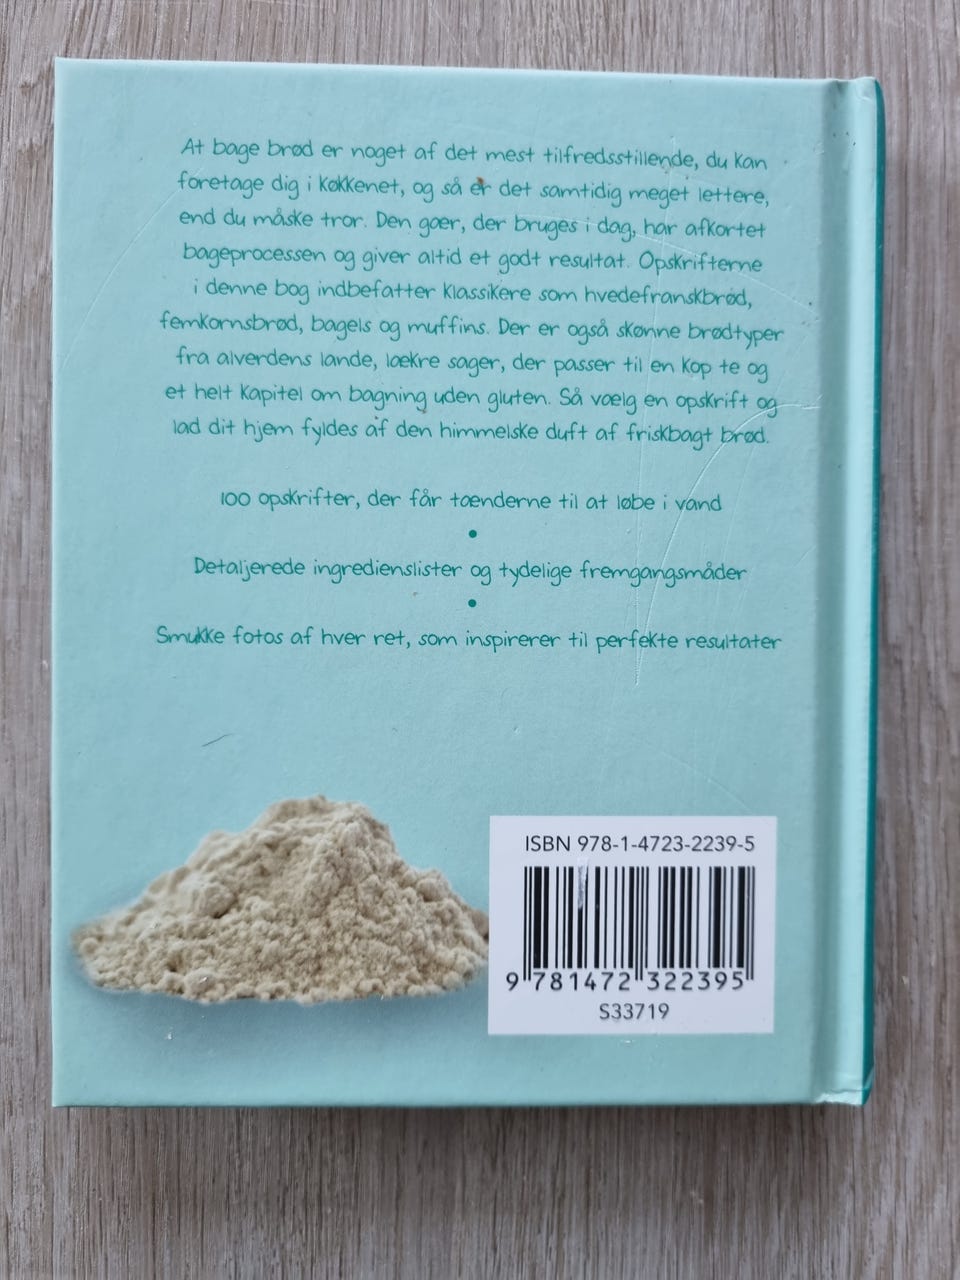 At bage brød er noget af det mest tilfredsstillende, du kan
foretage dig i køkkenet, og så er det samtidig meget lettere,
end du måske tror. Den gær, der bruges i dag, har afkortet
bageprocessen og giver altid et godt resultat. Opskrifterne
i denne bog indbefatter klassikere som hvedefranskbrød,
femkornsbrød, bagels og muffins. Der er også skønne brødtyper
fra alverdens lande, lækre sager, der passer til en kop te og
et helt kapitel om bagning uden gluten. Så vælg en opskrift og
lad dit hjem fyldes af den himmelske duft af friskbagt brød.
100 opskrifter, der får tænderne til at løbe i vand
•
Detaljerede ingredienslister og tydelige fremgangsmåder
•
Smukke fotos af hver ret, som inspirerer til perfekte resultater
ISBN 978-1-4723-2239-5
9 781472 322395
S33719